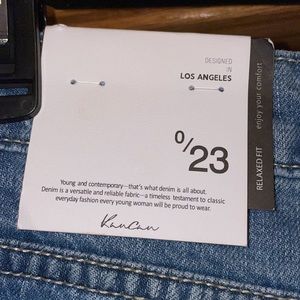 DESIGNED
IN
LOS ANGELES
0/23
Young and contemporary—that's what denim is all about.
Denim is a versatile and reliable fabric—a timeless testament to classic
everyday fashion every young woman will be proud to wear.
KanCan
RELAXED FIT
enjoy your comfort